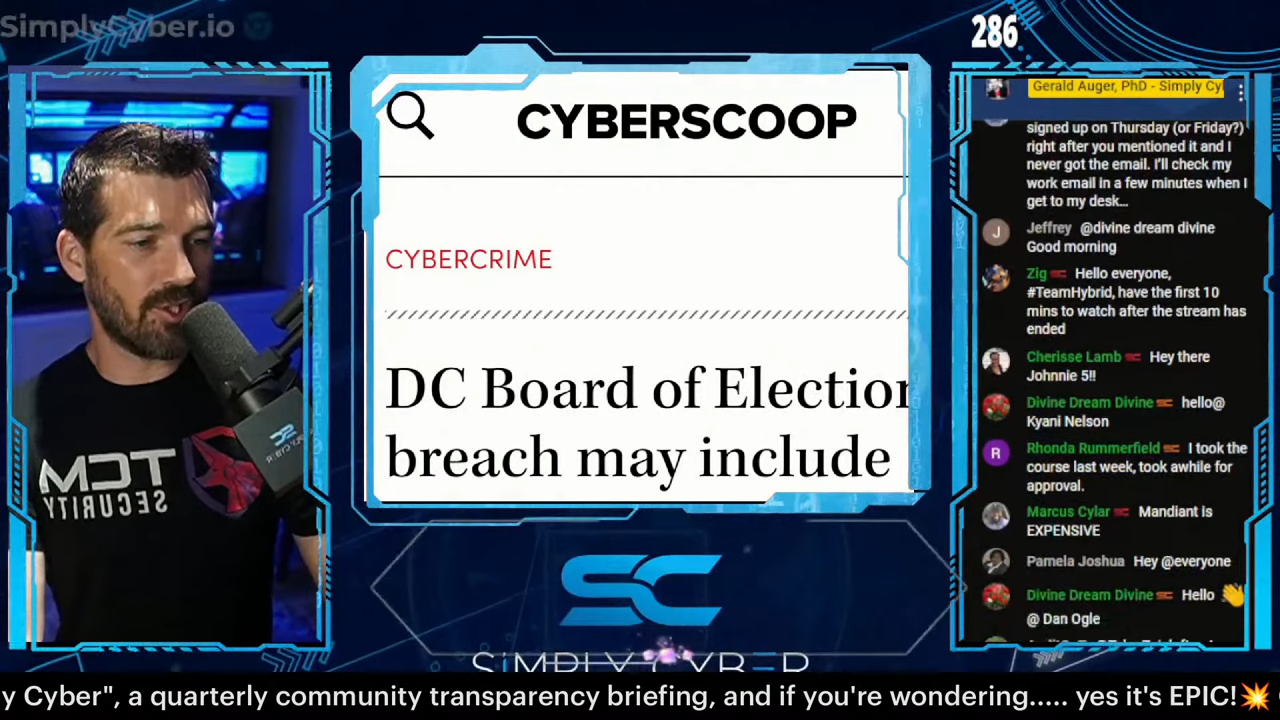 SimplyCyber.io
286
CYBERSCOOP
CYBERCRIME
DC Board of Election
breach may include
MCT
SECURITY
SC
SIMPLY CYBER
Gerald Auger, PhD - Simply Cy
signed up on Thursday (or Friday?)
right after you mentioned it and I
never got the email. I'll check my
work email in a few minutes when I
get to my desk...
J
Jeffrey @divine dream divine
Good morning
Zig Hello everyone,
#TeamHybrid, have the first 10
mins to watch after the stream has
ended
Cherisse Lamb Hey there
Johnnie 5!!
Divine Dream Divine hello@
Kyani Nelson
R
Rhonda Rummerfield I took the
course last week, took awhile for
approval.
Marcus Cylar Mandiant is
EXPENSIVE
Pamela Joshua Hey @everyone
Divine Dream Divine Hello 👋
@ Dan Ogle
y Cyber", a quarterly community transparency briefing, and if you're wondering..... yes it's EPIC!💥